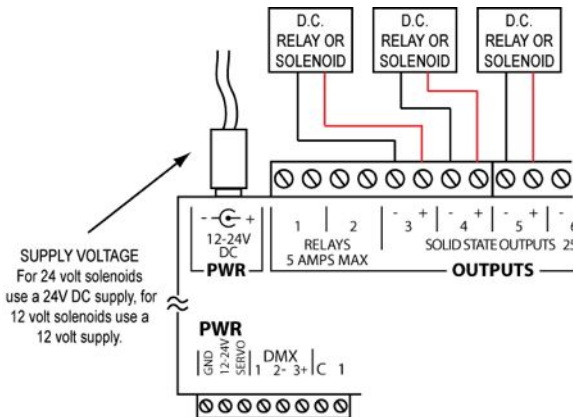 D.C.
RELAY OR
SOLENOID
D.C.
RELAY OR
SOLENOID
D.C.
RELAY OR
SOLENOID
SUPPLY VOLTAGE
For 24 volt solenoids
use a 24V DC supply, for
12 volt solenoids use a
12 volt supply.
- +
12-24V
DC
PWR
1 2
RELAYS
5 AMPS MAX
- + - + - + -
3 4 5 6
SOLID STATE OUTPUTS 25
OUTPUTS
PWR
GND
12-24V
SERVO
DMX
1 2- 3+ C 1